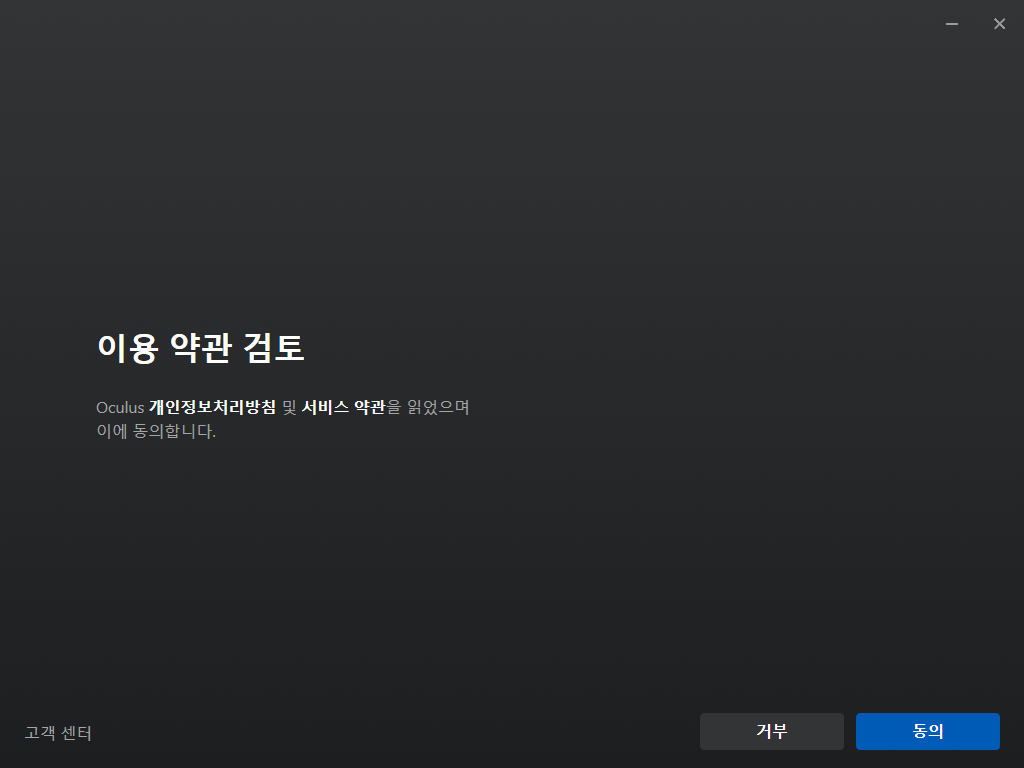 이용 약관 검토
Oculus 개인정보처리방침 및 서비스 약관을 읽었으며
이에 동의합니다.
고객 센터
거부
동의